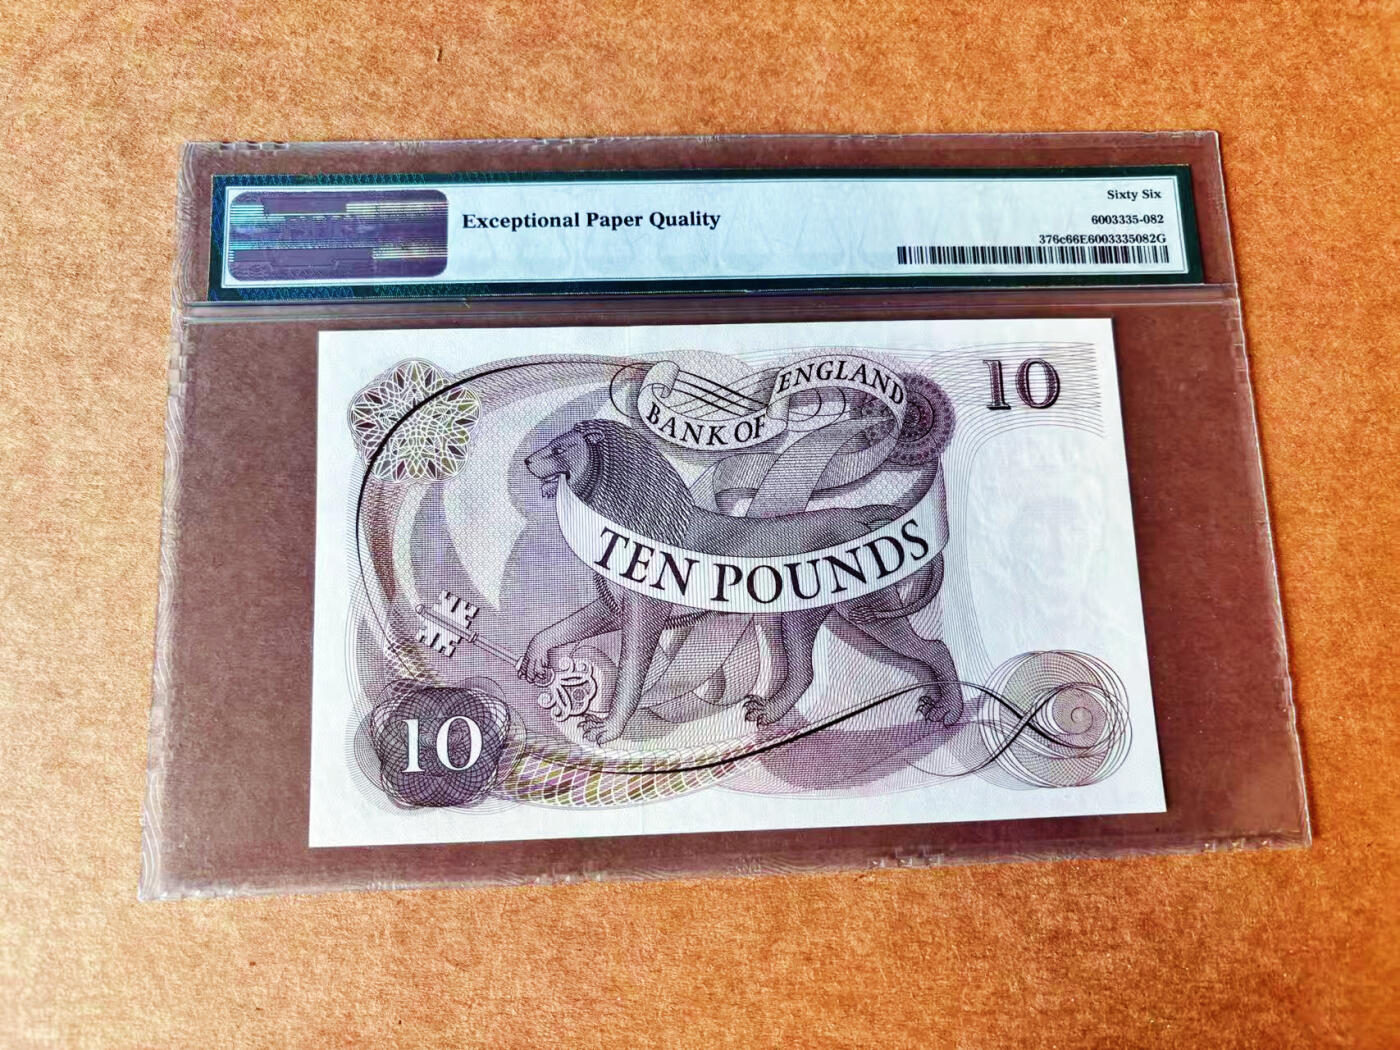 Exceptional Paper Quality
Sixty Six
6003335-082
376c66E6003335082G
BANK OF ENGLAND
10
TEN POUNDS
10